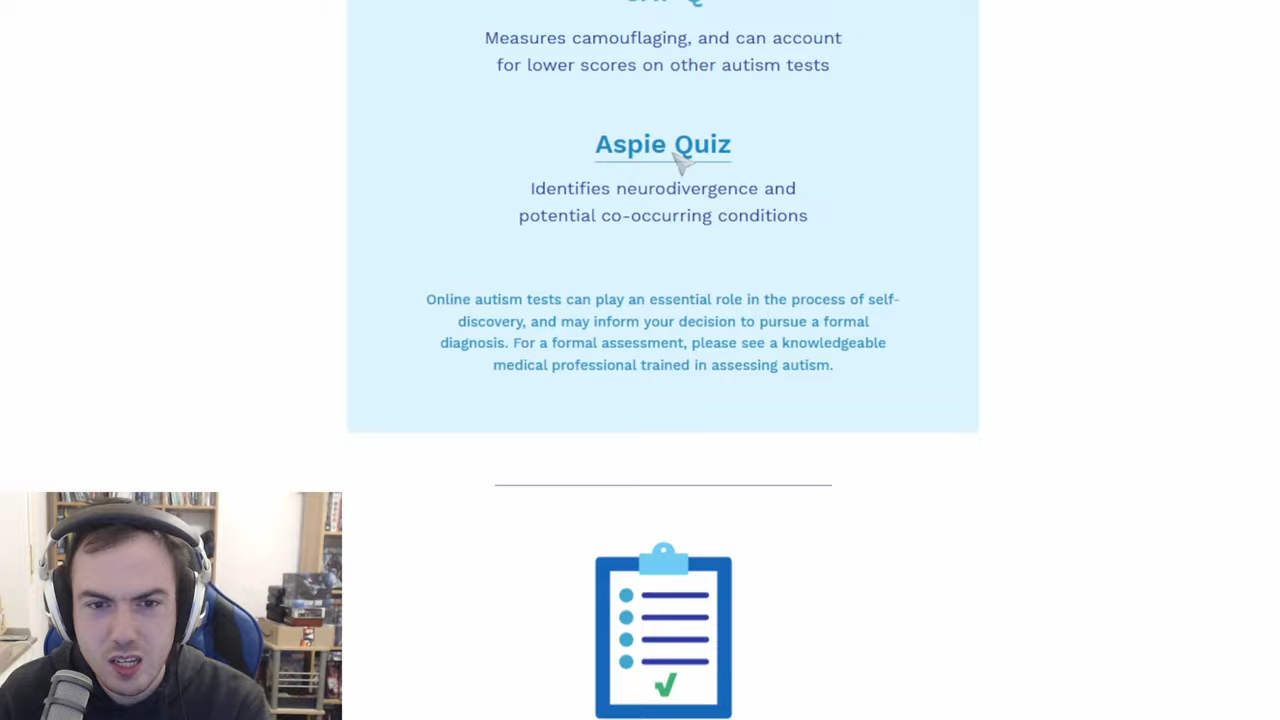 Measures camouflaging, and can account
for lower scores on other autism tests
Aspie Quiz
Identifies neurodivergence and
potential co-occurring conditions
Online autism tests can play an essential role in the process of self-
discovery, and may inform your decision to pursue a formal
diagnosis. For a formal assessment, please see a knowledgeable
medical professional trained in assessing autism.